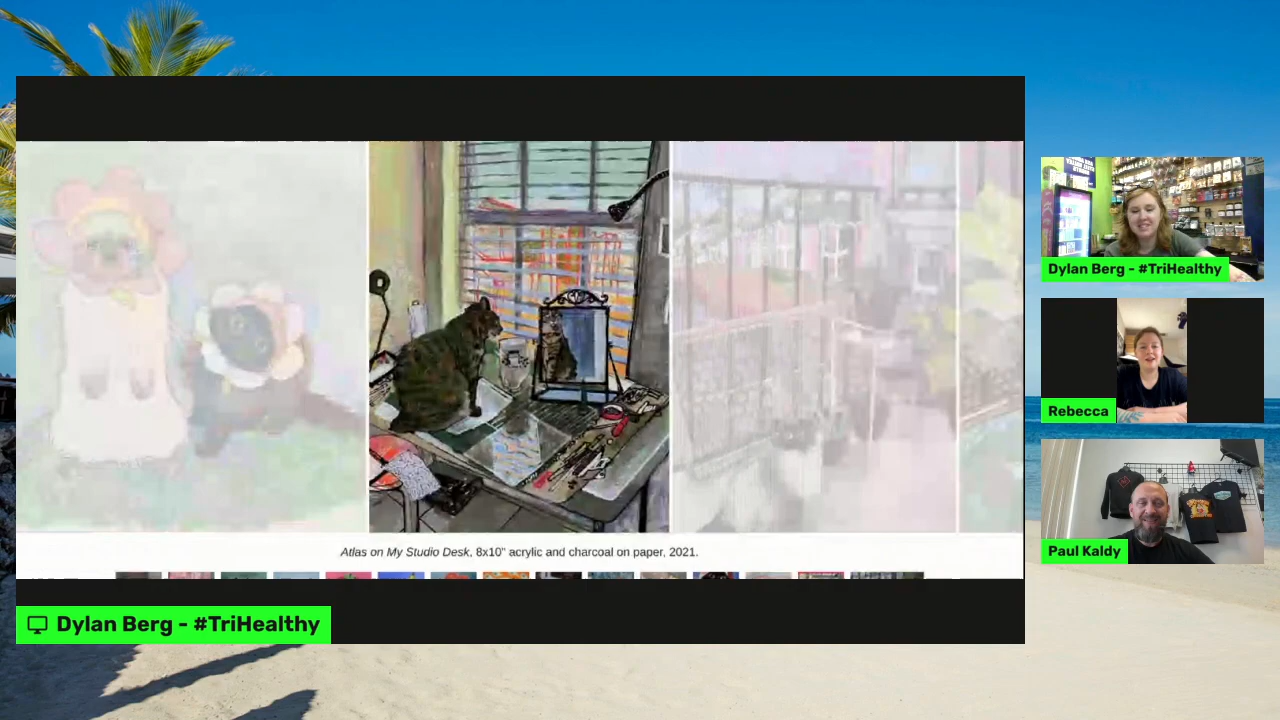 Atlas on My Studio Desk, 8x10" acrylic and charcoal on paper, 2021.
Dylan Berg - #TriHealthy
Dylan Berg - #TriHealthy
Rebecca
Paul Kaldy